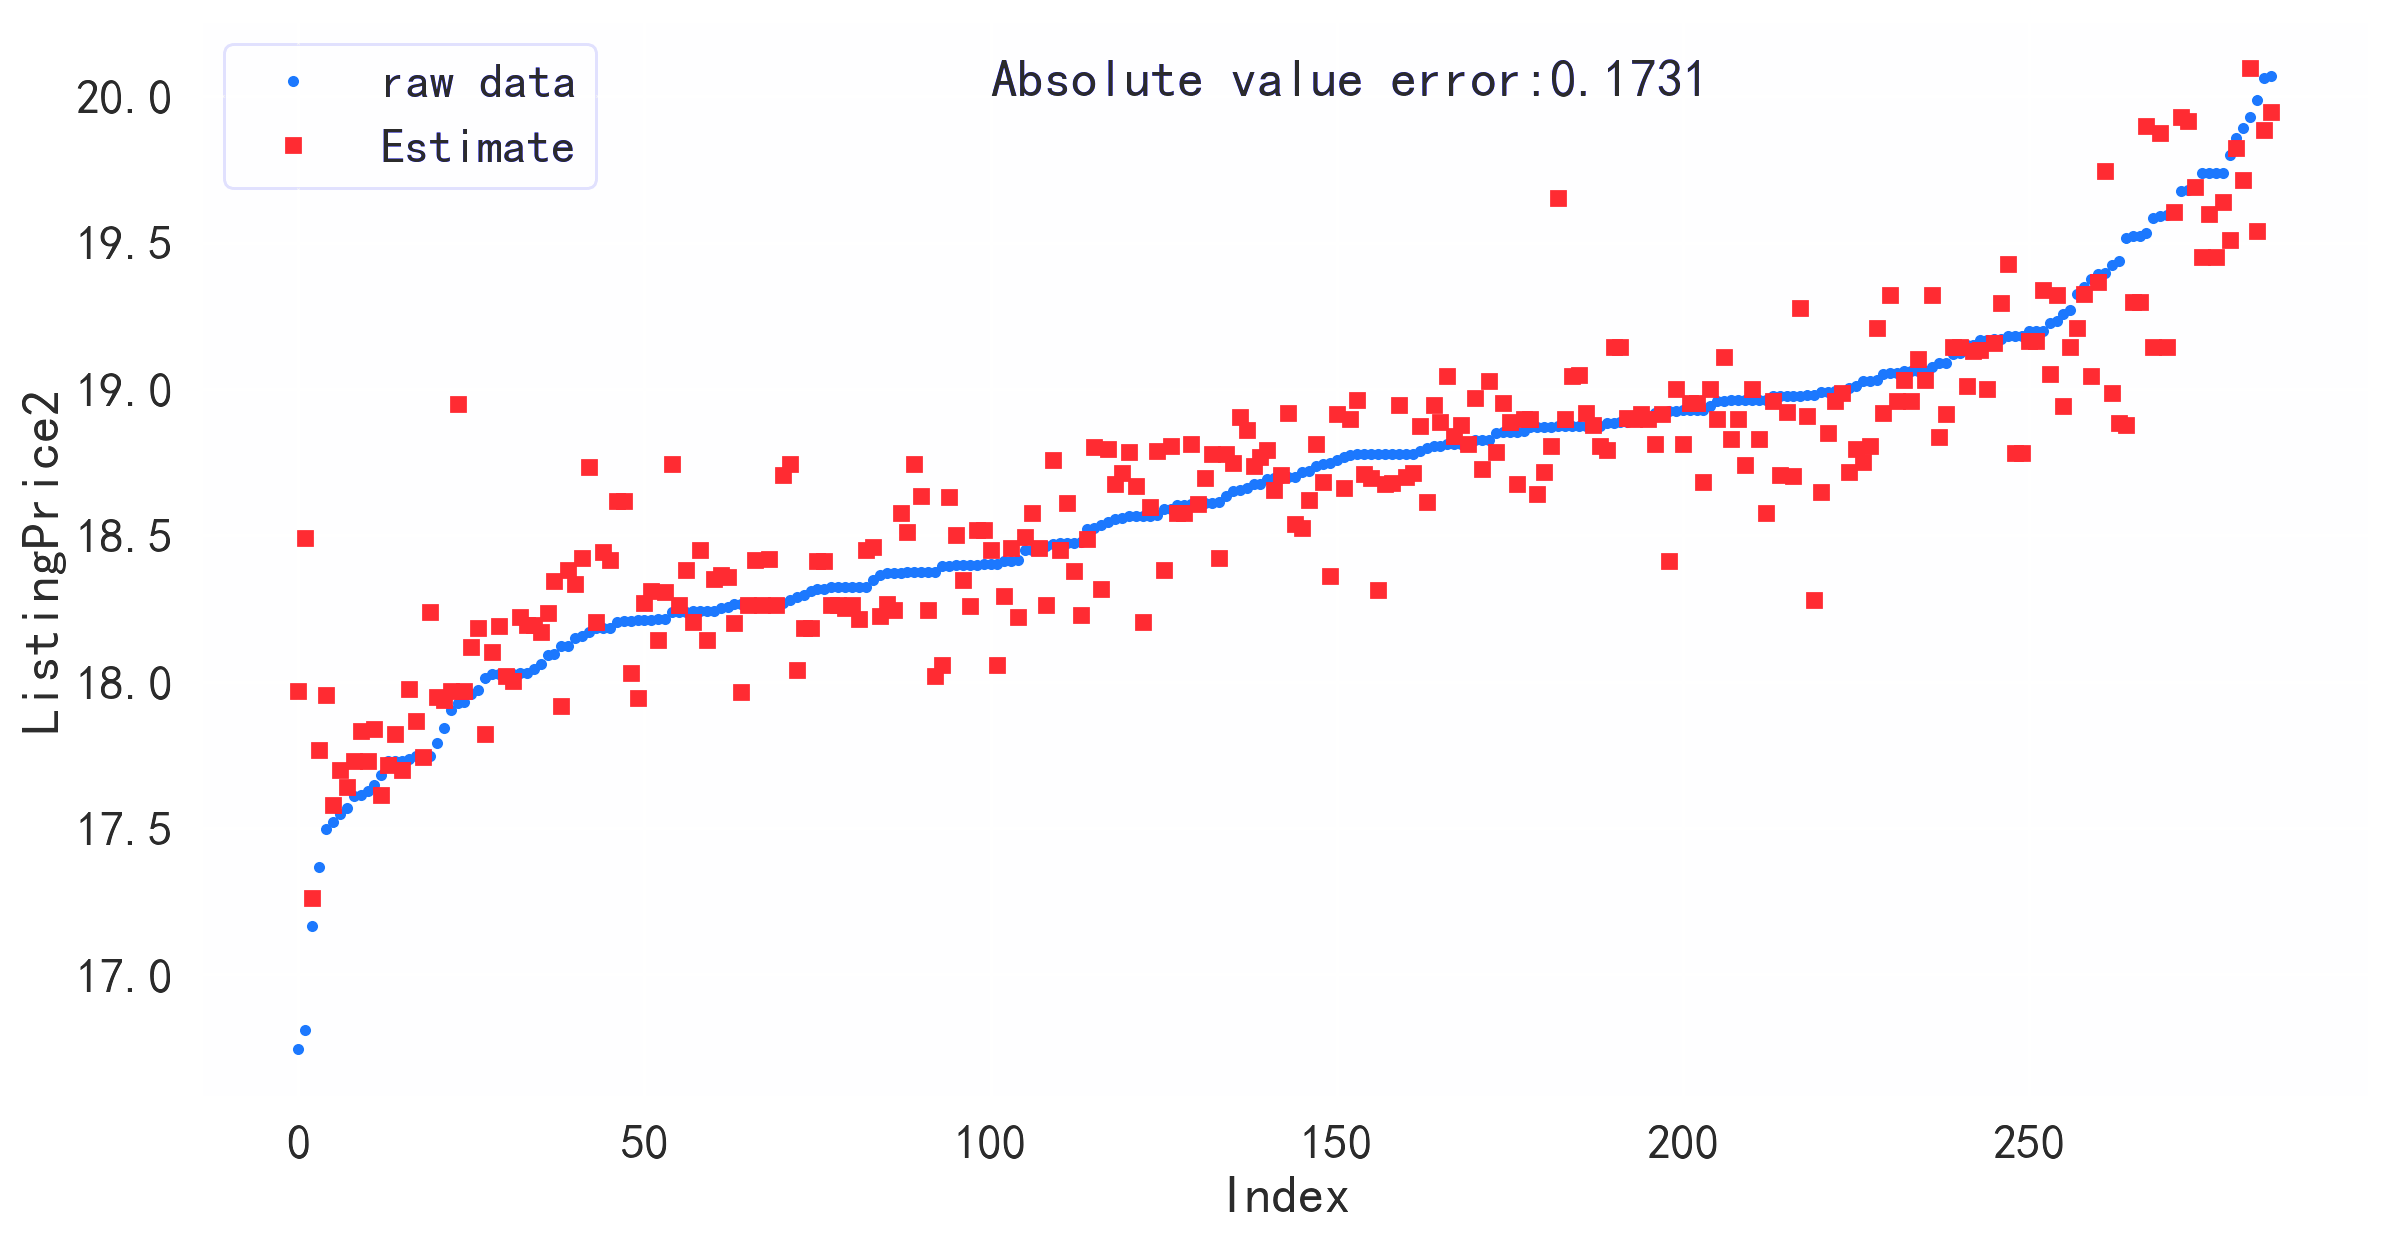 Absolute value error:0.1731
raw data
Estimate
20.0
19.5
19.0
18.5
18.0
17.5
17.0
ListingPrice2
0 50 100 150 200 250
Index